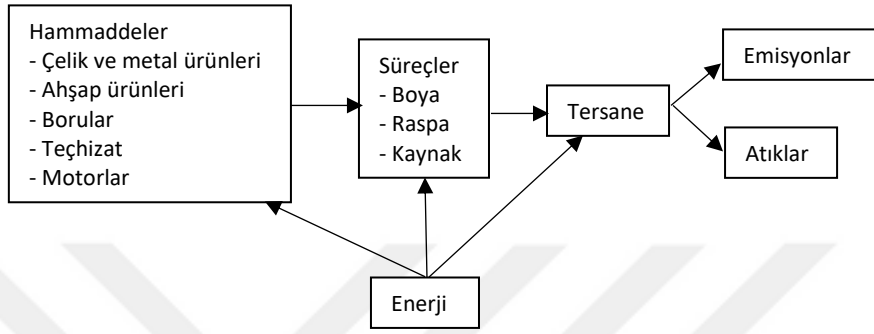 Hammaddeler
- Çelik ve metal ürünleri
- Ahşap ürünleri
- Borular
- Teçhizat
- Motorlar
Süreçler
- Boya
- Raspa
- Kaynak
Tersane
Emisyonlar
Atıklar
Enerji